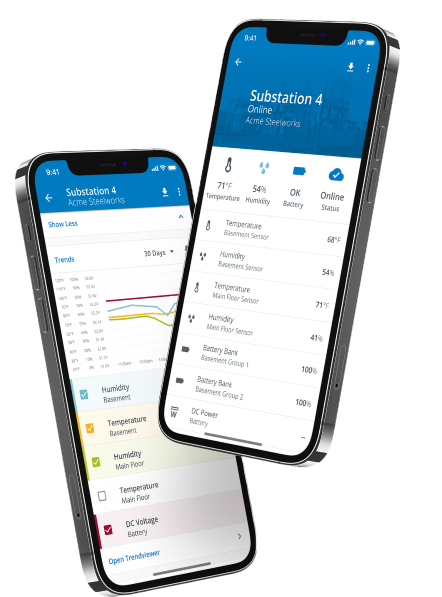 9:41
Substation 4
Online
Acme Steelworks
71°F
Temperature
54%
Humidity
OK
Battery
Online
Status
Temperature
Basement Sensor
68°F
Humidity
Basement Sensor
54%
Temperature
Main Floor Sensor
71°F
Humidity
Main Floor Sensor
41%
Battery Bank
Basement Group 1
100%
Battery Bank
Basement Group 2
100%
DC Power
Battery
--
9:41
Substation 4
Acme Steelworks
Show Less
Trends
30 Days
Humidity
Basement
Temperature
Basement
Humidity
Main Floor
Temperature
Main Floor
DC Voltage
Battery
Open Trendviewer